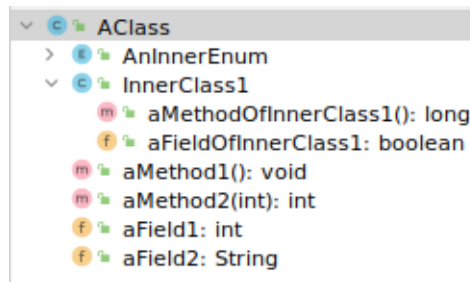 AClass
AnInnerEnum
InnerClass1
aMethodOfInnerClass1(): long
aFieldOfInnerClass1: boolean
aMethod1(): void
aMethod2(int): int
aField1: int
aField2: String